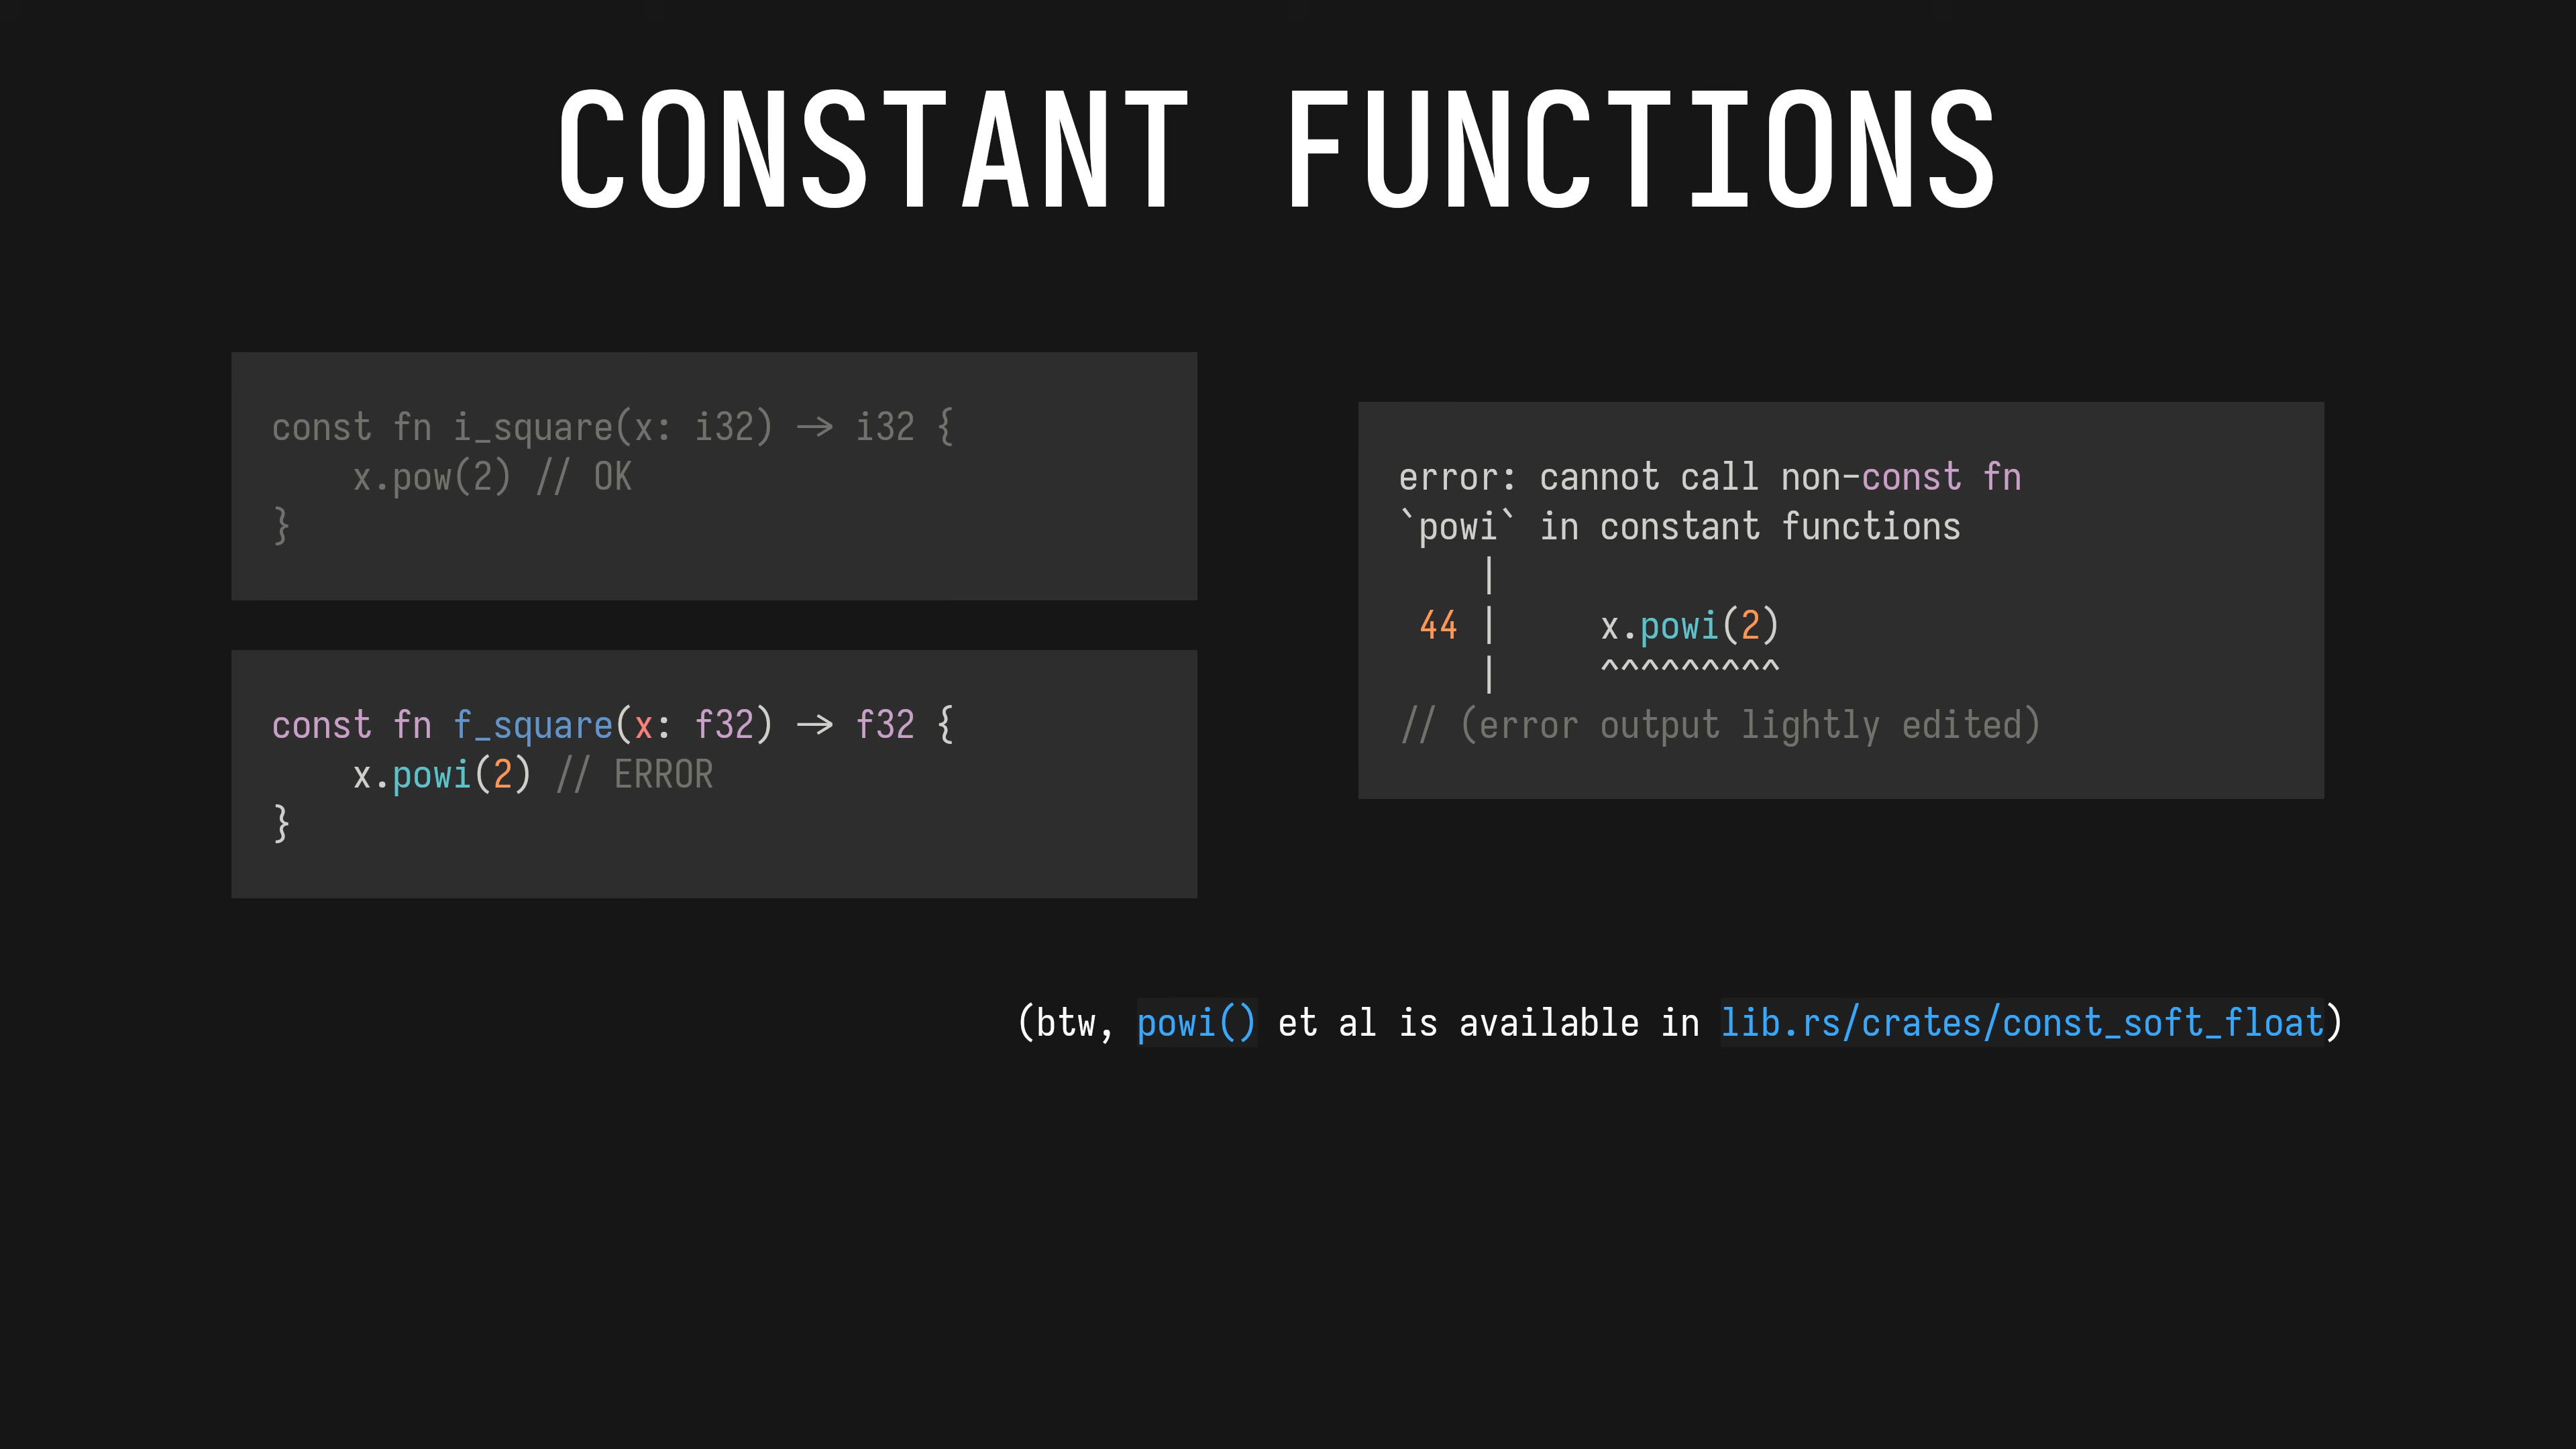 CONSTANT FUNCTIONS
const fn i_square(x: i32) -> i32 {
    x.pow(2) // OK
}
const fn f_square(x: f32) -> f32 {
    x.powi(2) // ERROR
}
error: cannot call non-const fn
`powi` in constant functions
    |
 44 |     x.powi(2)
    |     ^^^^^^^^^
// (error output lightly edited)
(btw, powi() et al is available in lib.rs/crates/const_soft_float)